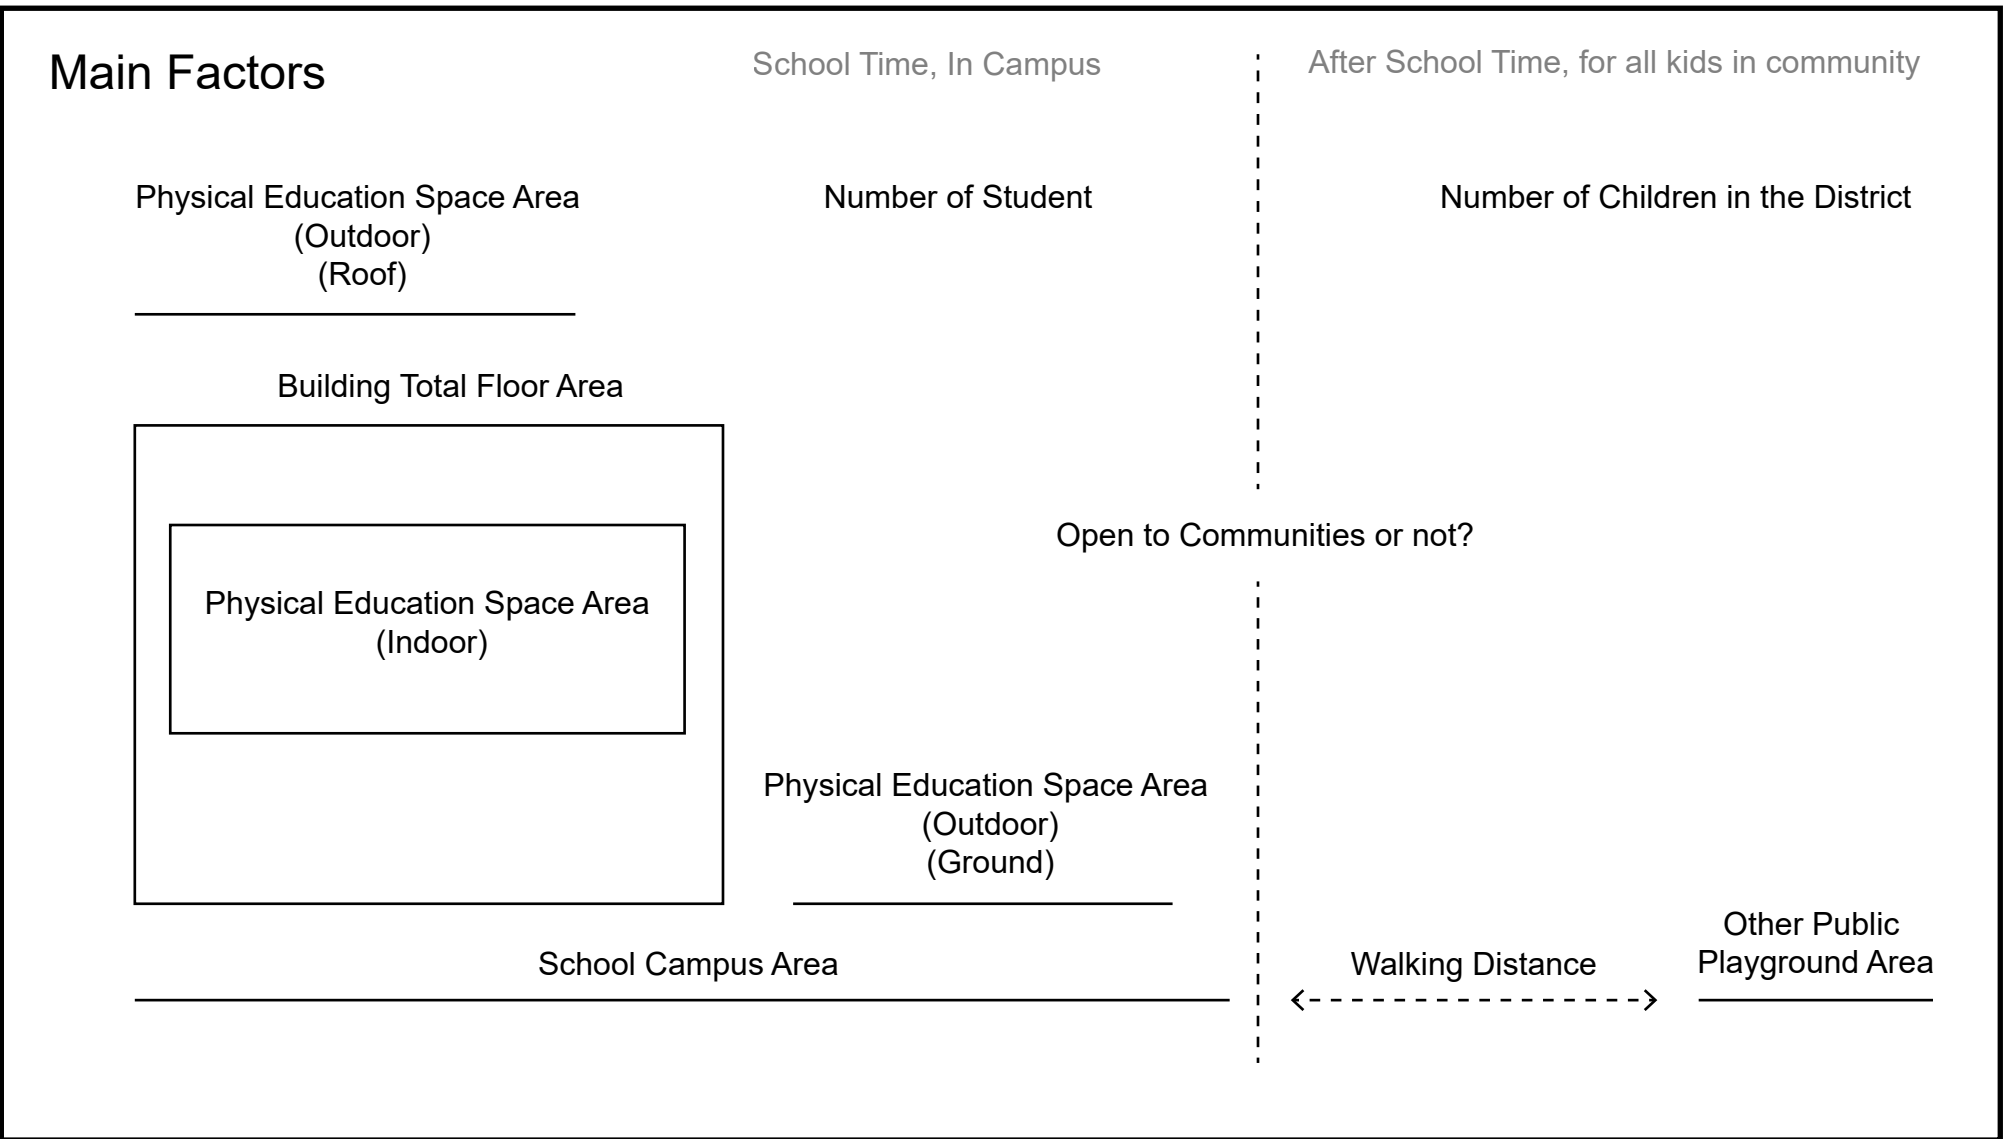 Main Factors
School Time, In Campus
After School Time, for all kids in community
Physical Education Space Area
(Outdoor)
(Roof)
Number of Student
Number of Children in the District
Building Total Floor Area
Open to Communities or not?
Physical Education Space Area
(Indoor)
Physical Education Space Area
(Outdoor)
(Ground)
School Campus Area
Walking Distance
Other Public
Playground Area